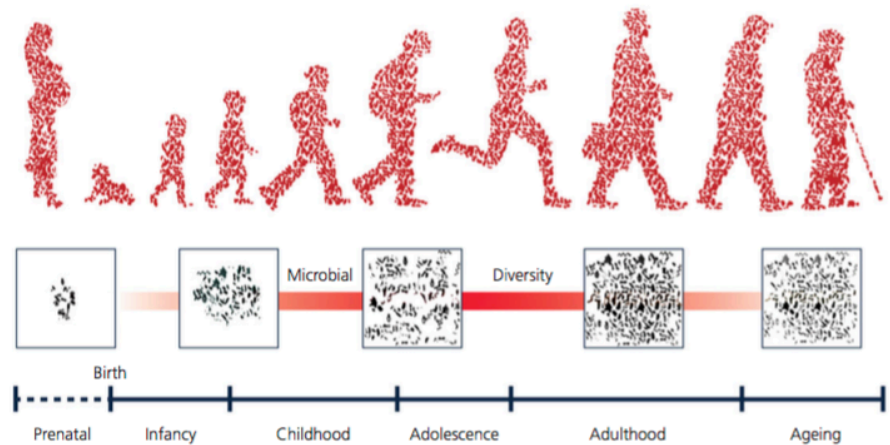 Microbial Diversity
Birth
Prenatal Infancy Childhood Adolescence Adulthood Ageing